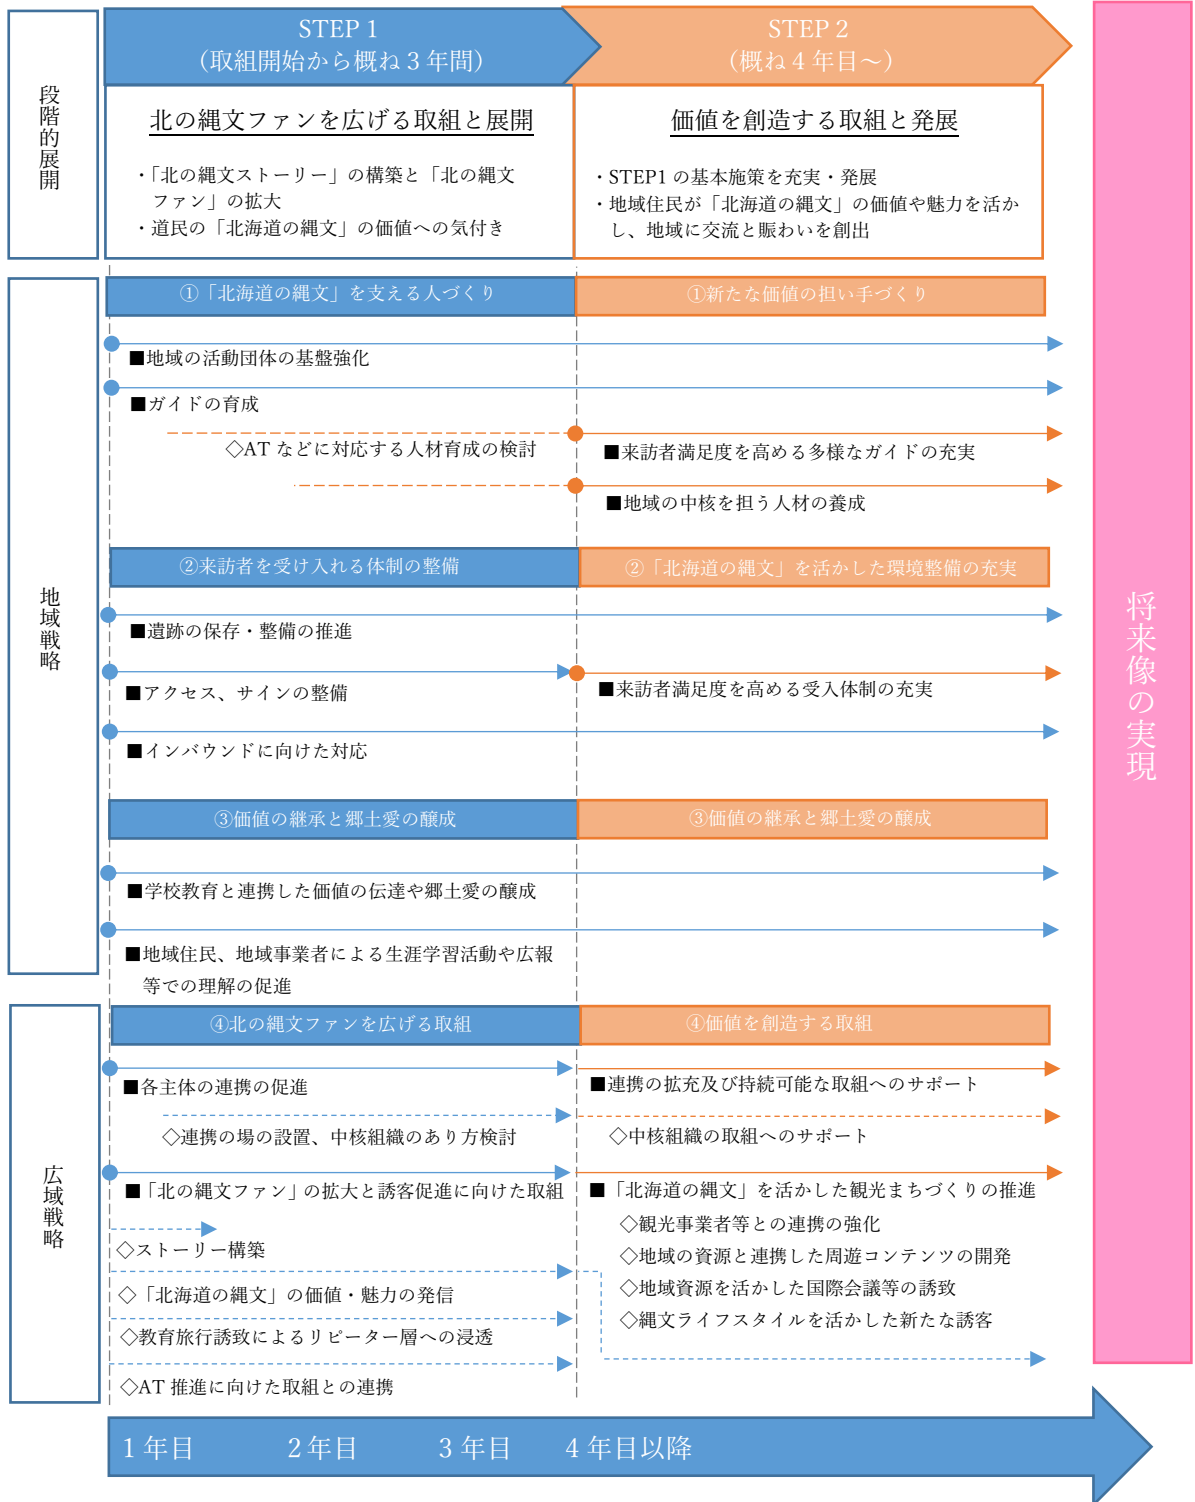 段階的展開
STEP 1
（取組開始から概ね３年間）
STEP 2
（概ね４年目～）
北の縄文ファンを広げる取組と展開
・「北の縄文ストーリー」の構築と「北の縄文
ファン」の拡大
・道民の「北海道の縄文」の価値への気付き
価値を創造する取組と発展
・STEP1 の基本施策を充実・発展
・地域住民が「北海道の縄文」の価値や魅力を活か
し、地域に交流と賑わいを創出
将来像の実現
地域戦略
①「北海道の縄文」を支える人づくり
①新たな価値の担い手づくり
■地域の活動団体の基盤強化
■ガイドの育成
◇AT などに対応する人材育成の検討
■来訪者満足度を高める多様なガイドの充実
■地域の中核を担う人材の養成
②来訪者を受け入れる体制の整備
②「北海道の縄文」を活かした環境整備の充実
■遺跡の保存・整備の推進
■アクセス、サインの整備
■来訪者満足度を高める受入体制の充実
■インバウンドに向けた対応
③価値の継承と郷土愛の醸成
③価値の継承と郷土愛の醸成
■学校教育と連携した価値の伝達や郷土愛の醸成
■地域住民、地域事業者による生涯学習活動や広報
等での理解の促進
広域戦略
④北の縄文ファンを広げる取組
④価値を創造する取組
■各主体の連携の促進
■連携の拡充及び持続可能な取組へのサポート
◇連携の場の設置、中核組織のあり方検討
◇中核組織の取組へのサポート
■「北の縄文ファン」の拡大と誘客促進に向けた取組
■「北海道の縄文」を活かした観光まちづくりの推進
◇ストーリー構築
◇「北海道の縄文」の価値・魅力の発信
◇教育旅行誘致によるリピーター層への浸透
◇AT 推進に向けた取組との連携
◇観光事業者等との連携の強化
◇地域の資源と連携した周遊コンテンツの開発
◇地域資源を活かした国際会議等の誘致
◇縄文ライフスタイルを活かした新たな誘客
１年目 ２年目 ３年目 ４年目以降